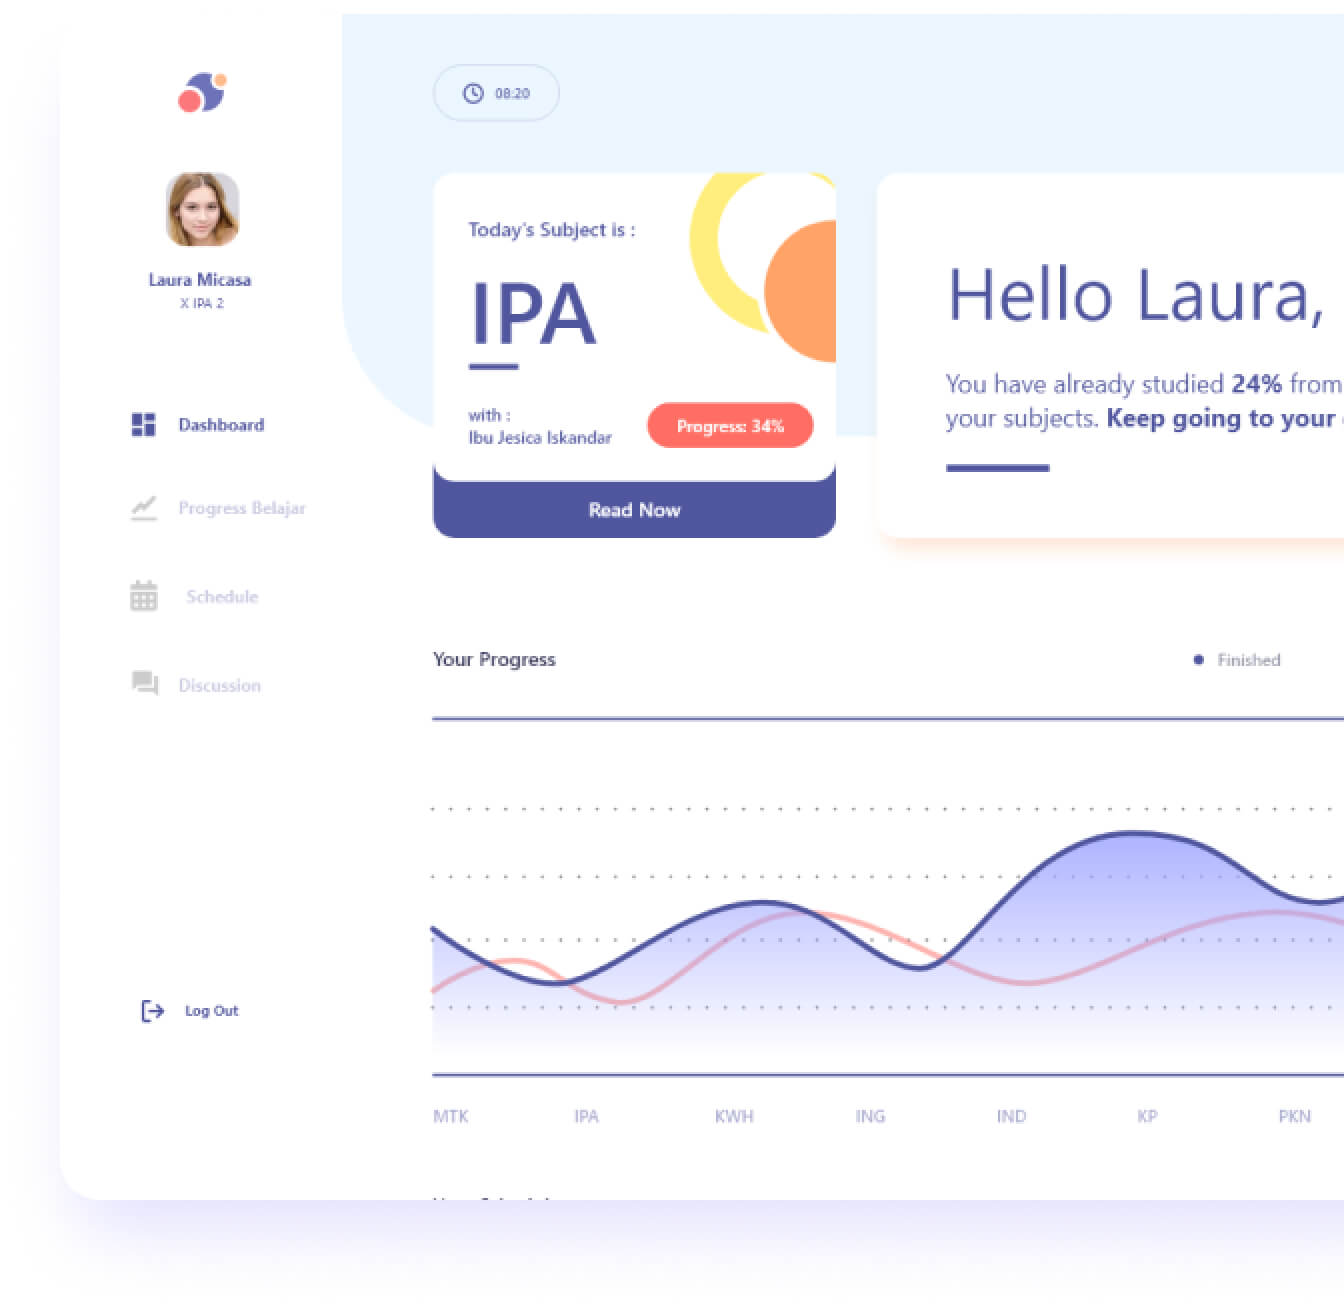 08:20
Laura Micasa
X IPA 2
Dashboard
Progress Belajar
Schedule
Discussion
Log Out
Today's Subject is :
IPA
with :
Ibu Jesica Iskandar
Progress: 34%
Read Now
Hello Laura,
You have already studied 24% from
your subjects. Keep going to your
Your Progress
Finished
MTK IPA KWH ING IND KP PKN